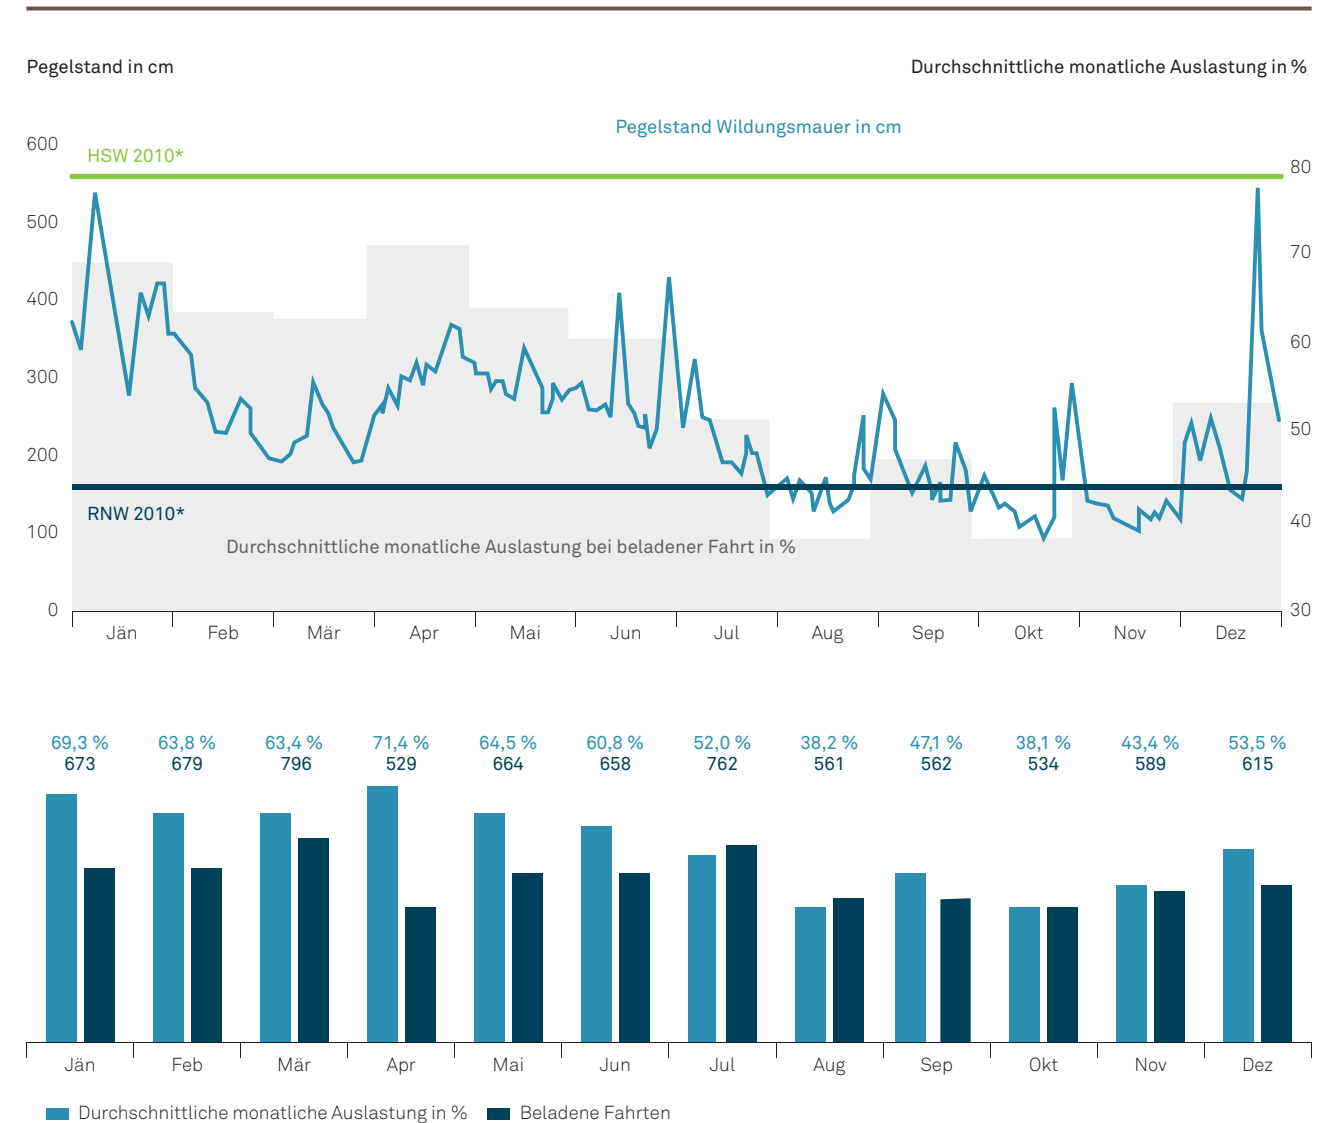 Pegelstand in cm
Durchschnittliche monatliche Auslastung in %
Pegelstand Wildungsmauer in cm
600
HSW 2010*
80
500
70
400
60
300
50
200
RNW 2010*
40
100
Durchschnittliche monatliche Auslastung bei beladener Fahrt in %
0
30
Jän Feb Mär Apr Mai Jun Jul Aug Sep Okt Nov Dez
69,3 % 63,8 % 63,4 % 71,4 % 64,5 % 60,8 % 52,0 % 38,2 % 47,1 % 38,1 % 43,4 % 53,5 %
673 679 796 529 664 658 762 561 562 534 589 615
Jän Feb Mär Apr Mai Jun Jul Aug Sep Okt Nov Dez
Durchschnittliche monatliche Auslastung in % Beladene Fahrten